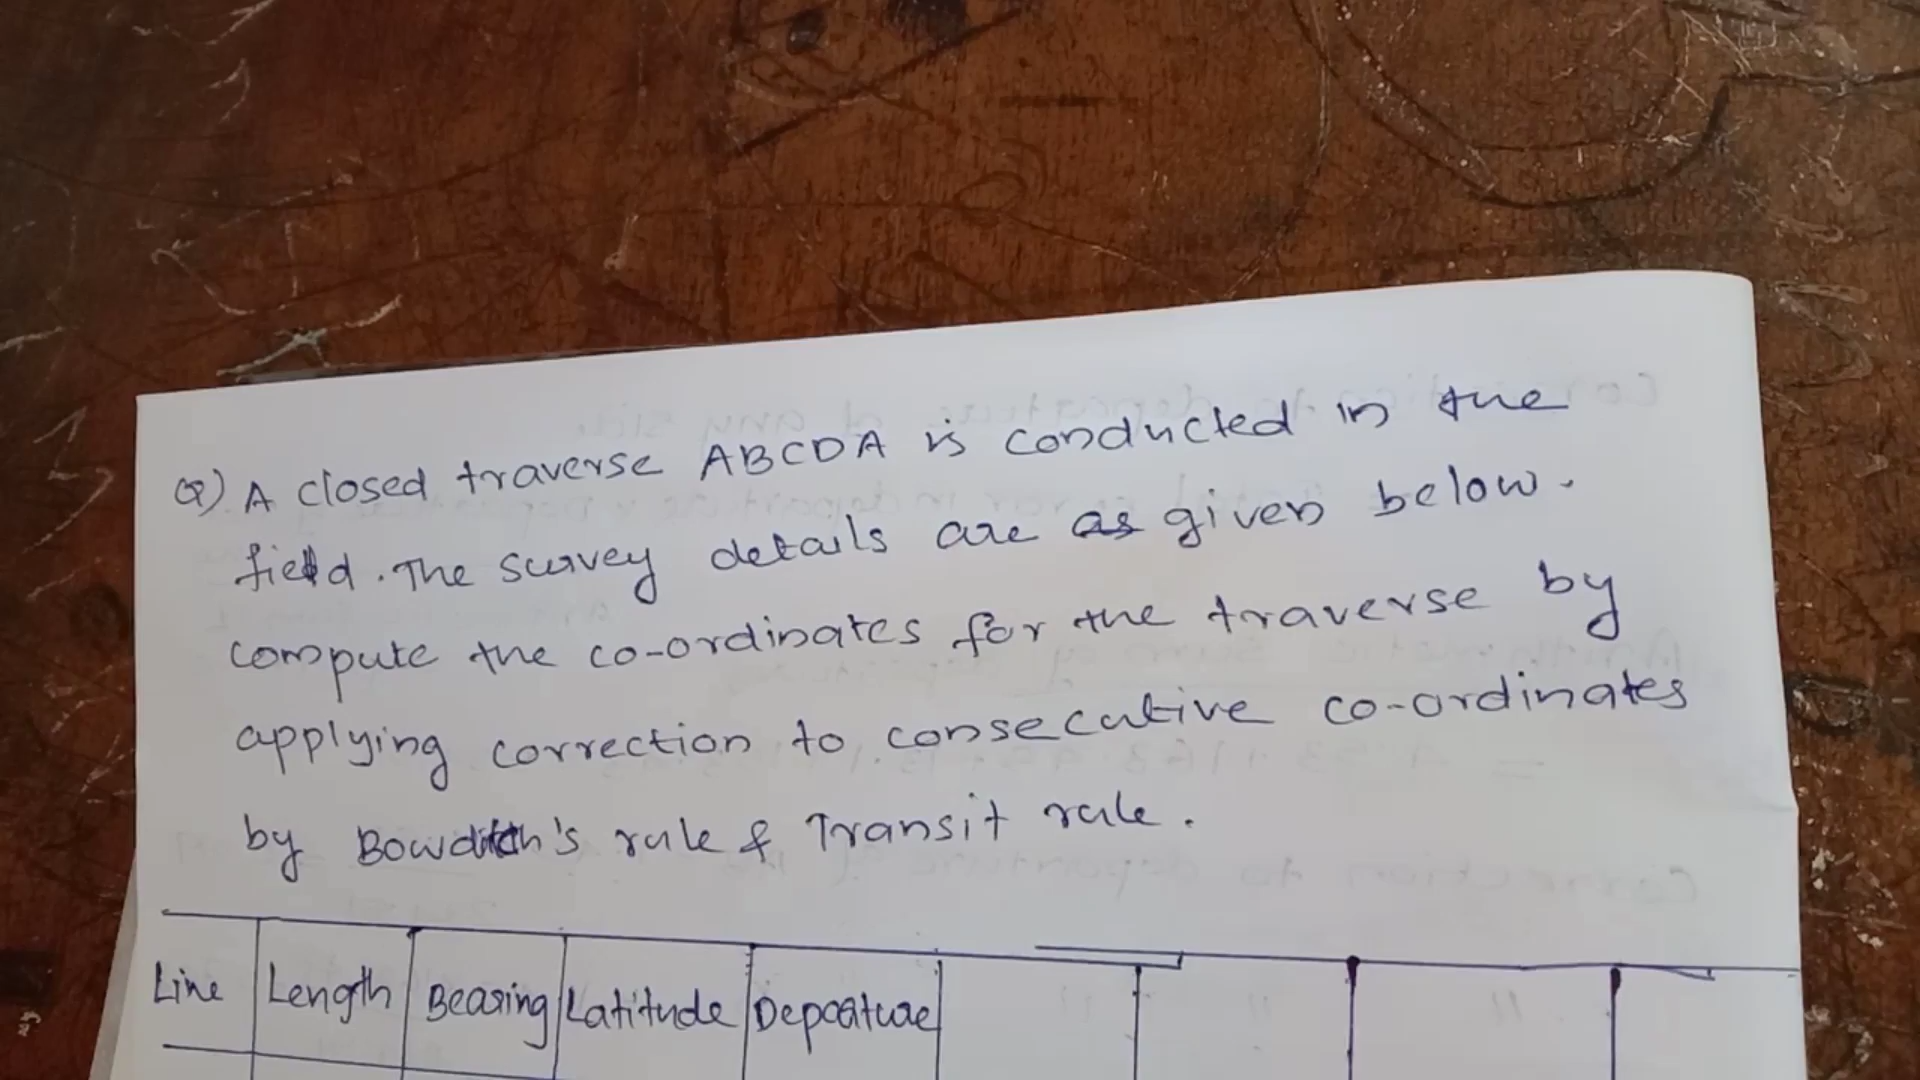 Q) A closed traverse ABCDA is conducted in the
field. The survey details are as given below.
compute the co-ordinates for the traverse by
applying correction to consecutive co-ordinates
by Bowditch's rule & Transit rule.
Line Length Bearing Latitude Departure